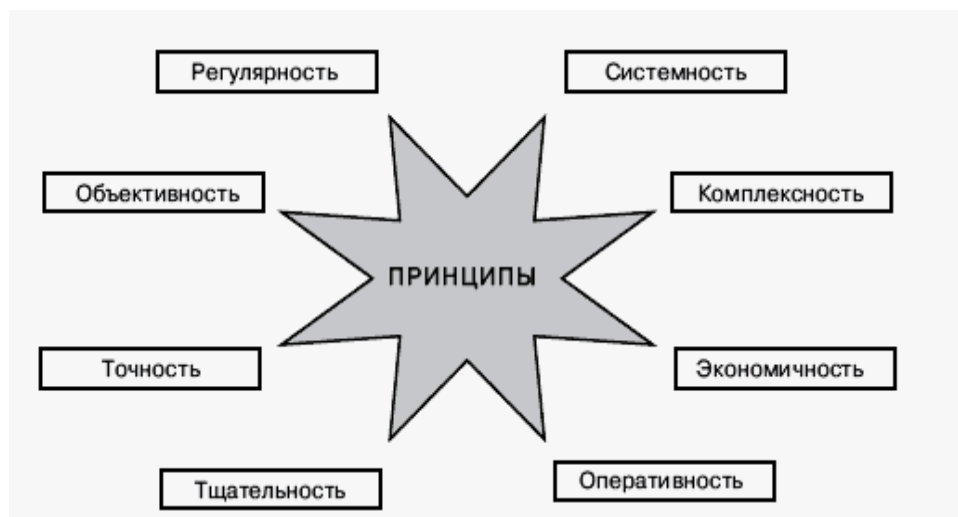 Регулярность
Системность
Объективность
Комплексность
ПРИНЦИПЫ
Точность
Экономичность
Тщательность
Оперативность